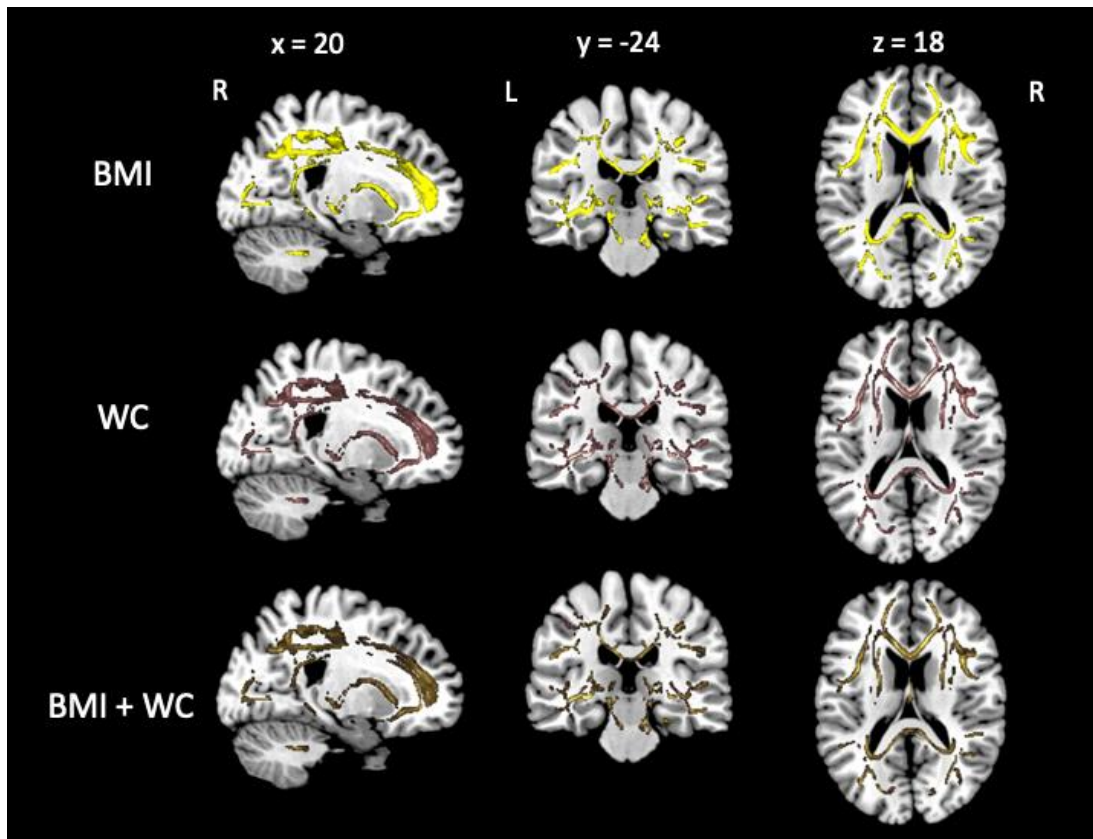 x = 20 y = -24 z = 18
R L R
BMI
WC
BMI + WC